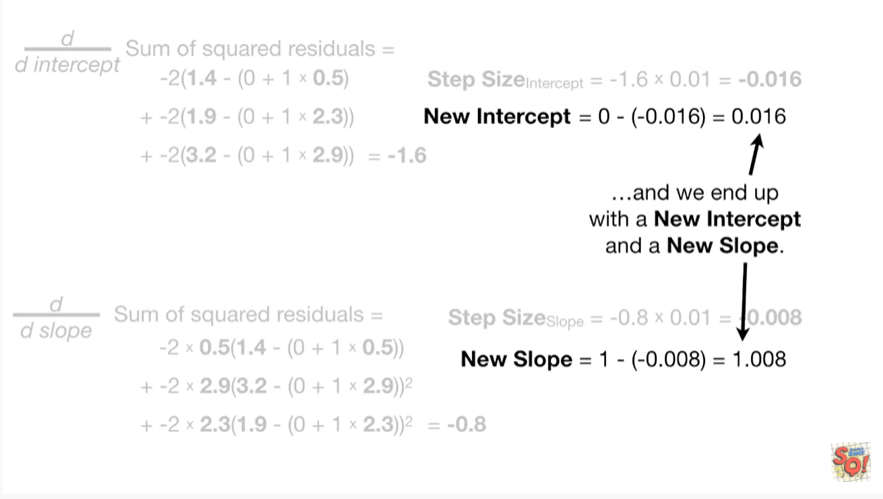 d
d intercept
Sum of squared residuals =
-2(1.4 - (0 + 1 × 0.5)
+ -2(1.9 - (0 + 1 × 2.3))
+ -2(3.2 - (0 + 1 × 2.9)) = -1.6
Step Size Intercept = -1.6 × 0.01 = -0.016
New Intercept = 0 - (-0.016) = 0.016
…and we end up
with a New Intercept
and a New Slope.
d
d slope
Sum of squared residuals =
-2 × 0.5(1.4 - (0 + 1 × 0.5))
+ -2 × 2.9(3.2 - (0 + 1 × 2.9))²
+ -2 × 2.3(1.9 - (0 + 1 × 2.3))² = -0.8
Step Size Slope = -0.8 × 0.01 = -0.008
New Slope = 1 - (-0.008) = 1.008
SQ!